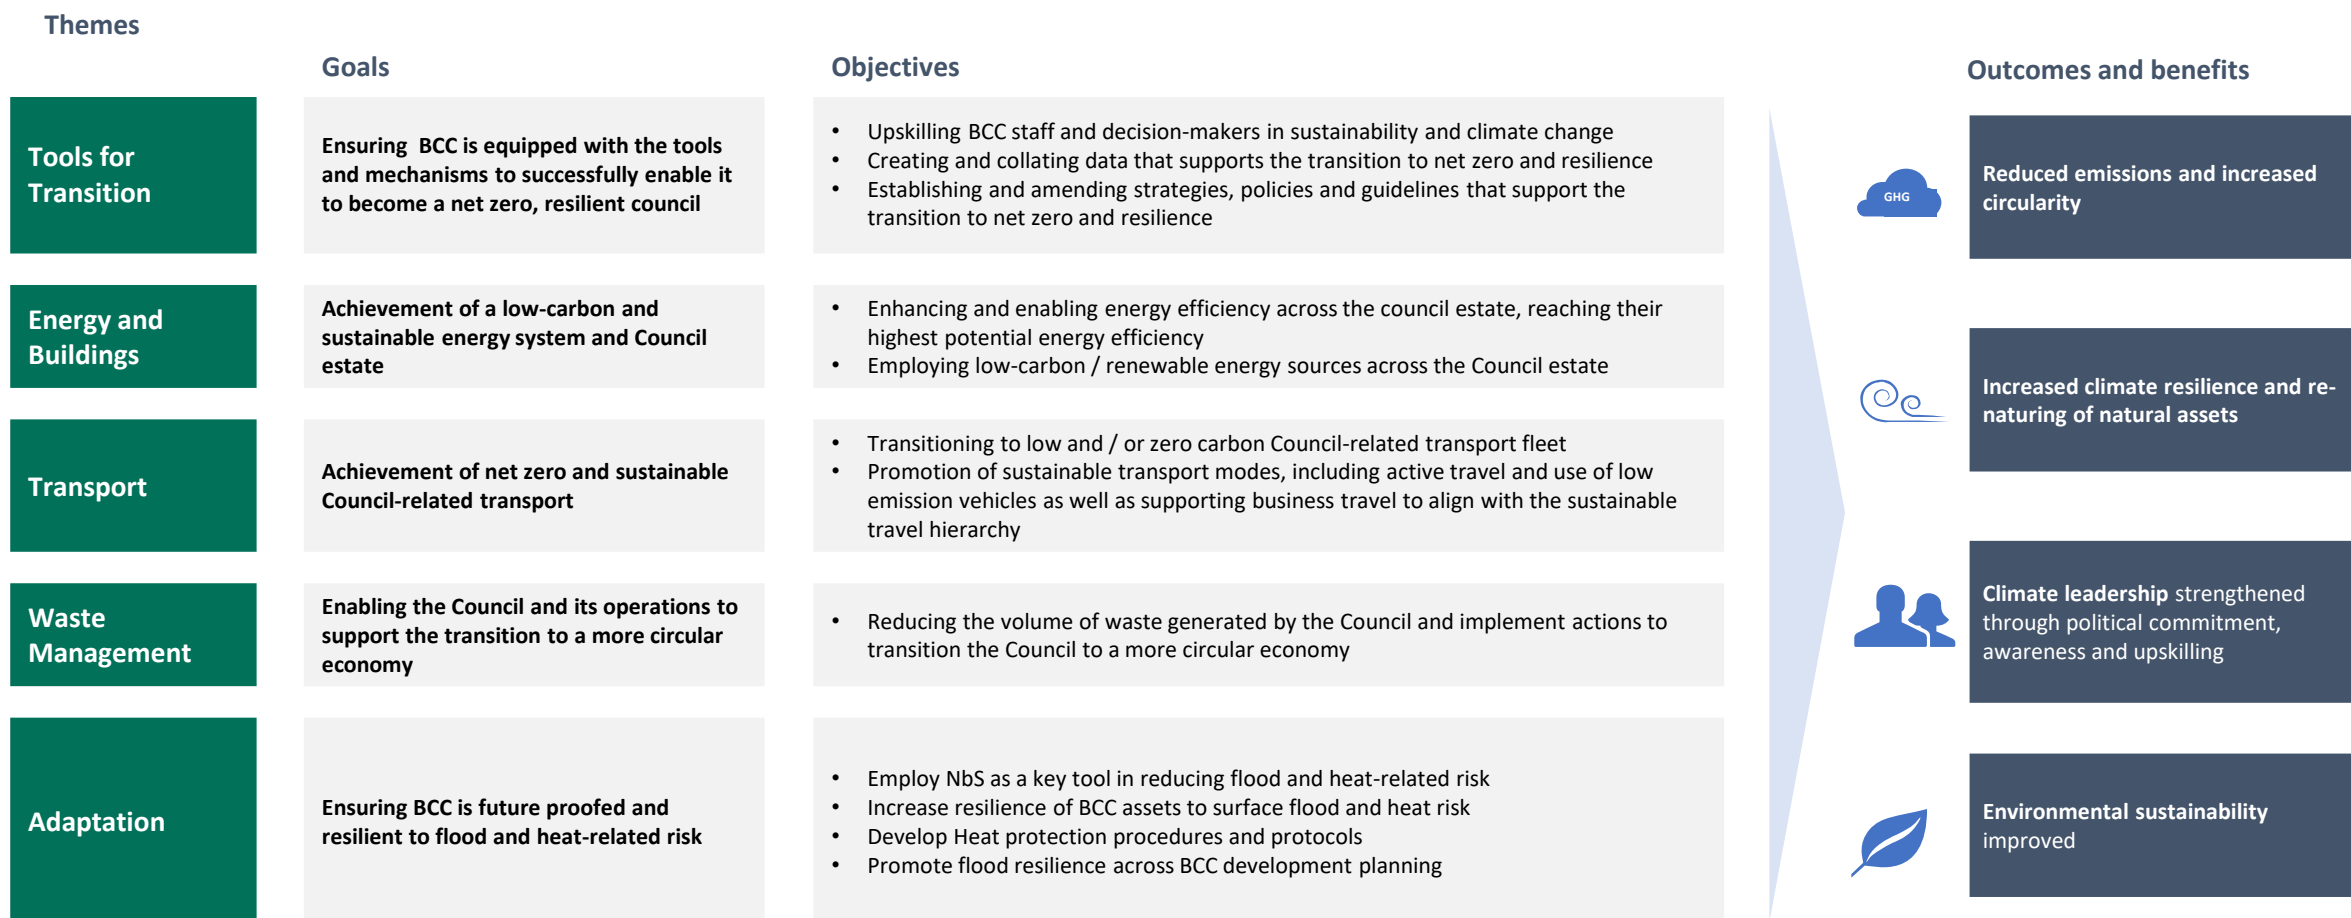 Themes
Goals
Objectives
Outcomes and benefits
Tools for
Transition
Ensuring BCC is equipped with the tools
and mechanisms to successfully enable it
to become a net zero, resilient council
• Upskilling BCC staff and decision-makers in sustainability and climate change
• Creating and collating data that supports the transition to net zero and resilience
• Establishing and amending strategies, policies and guidelines that support the
transition to net zero and resilience
Energy and
Buildings
Achievement of a low-carbon and
sustainable energy system and Council
estate
• Enhancing and enabling energy efficiency across the council estate, reaching their
highest potential energy efficiency
• Employing low-carbon / renewable energy sources across the Council estate
Transport
Achievement of net zero and sustainable
Council-related transport
• Transitioning to low and / or zero carbon Council-related transport fleet
• Promotion of sustainable transport modes, including active travel and use of low
emission vehicles as well as supporting business travel to align with the sustainable
travel hierarchy
Waste
Management
Enabling the Council and its operations to
support the transition to a more circular
economy
• Reducing the volume of waste generated by the Council and implement actions to
transition the Council to a more circular economy
Adaptation
Ensuring BCC is future proofed and
resilient to flood and heat-related risk
• Employ NbS as a key tool in reducing flood and heat-related risk
• Increase resilience of BCC assets to surface flood and heat risk
• Develop Heat protection procedures and protocols
• Promote flood resilience across BCC development planning
GHG
Reduced emissions and increased
circularity
Increased climate resilience and re-
naturing of natural assets
Climate leadership strengthened
through political commitment,
awareness and upskilling
Environmental sustainability
improved